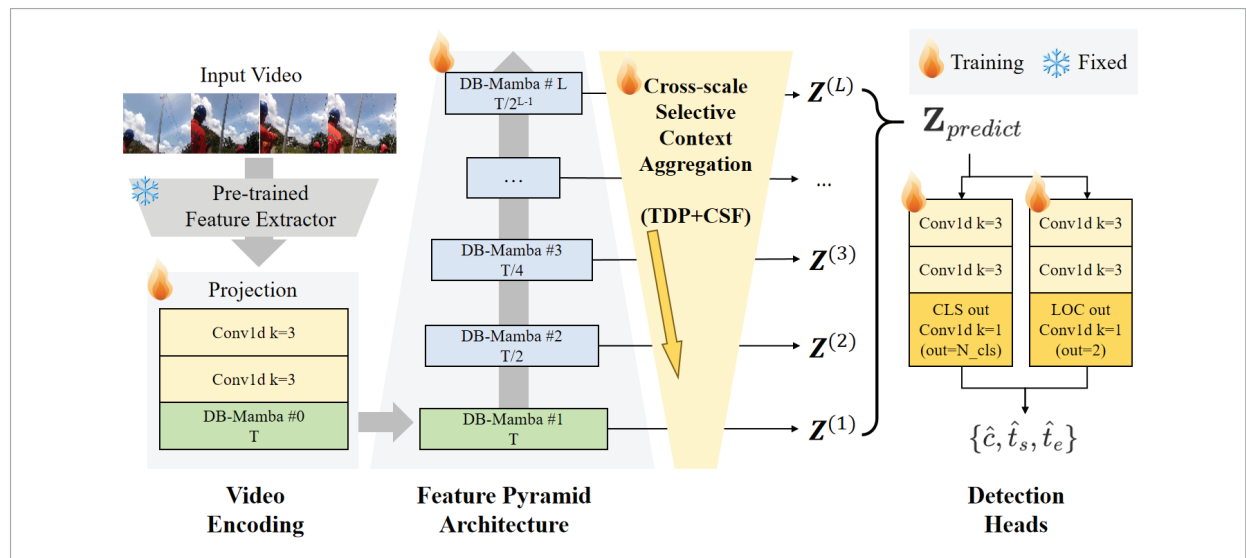 Input Video
Pre-trained
Feature Extractor
Projection
Conv1d k=3
Conv1d k=3
DB-Mamba #0
T
Video
Encoding
DB-Mamba # L
T/2^{L-1}
...
DB-Mamba #3
T/4
DB-Mamba #2
T/2
DB-Mamba #1
T
Feature Pyramid
Architecture
Cross-scale
Selective
Context
Aggregation
(TDP+CSF)
Z^{(L)}
...
Z^{(3)}
Z^{(2)}
Z^{(1)}
Training Fixed
Z_{predict}
Conv1d k=3
Conv1d k=3
CLS out
Conv1d k=1
(out=N_cls)
Conv1d k=3
Conv1d k=3
LOC out
Conv1d k=1
(out=2)
{ĉ, t̂_s, t̂_e}
Detection
Heads